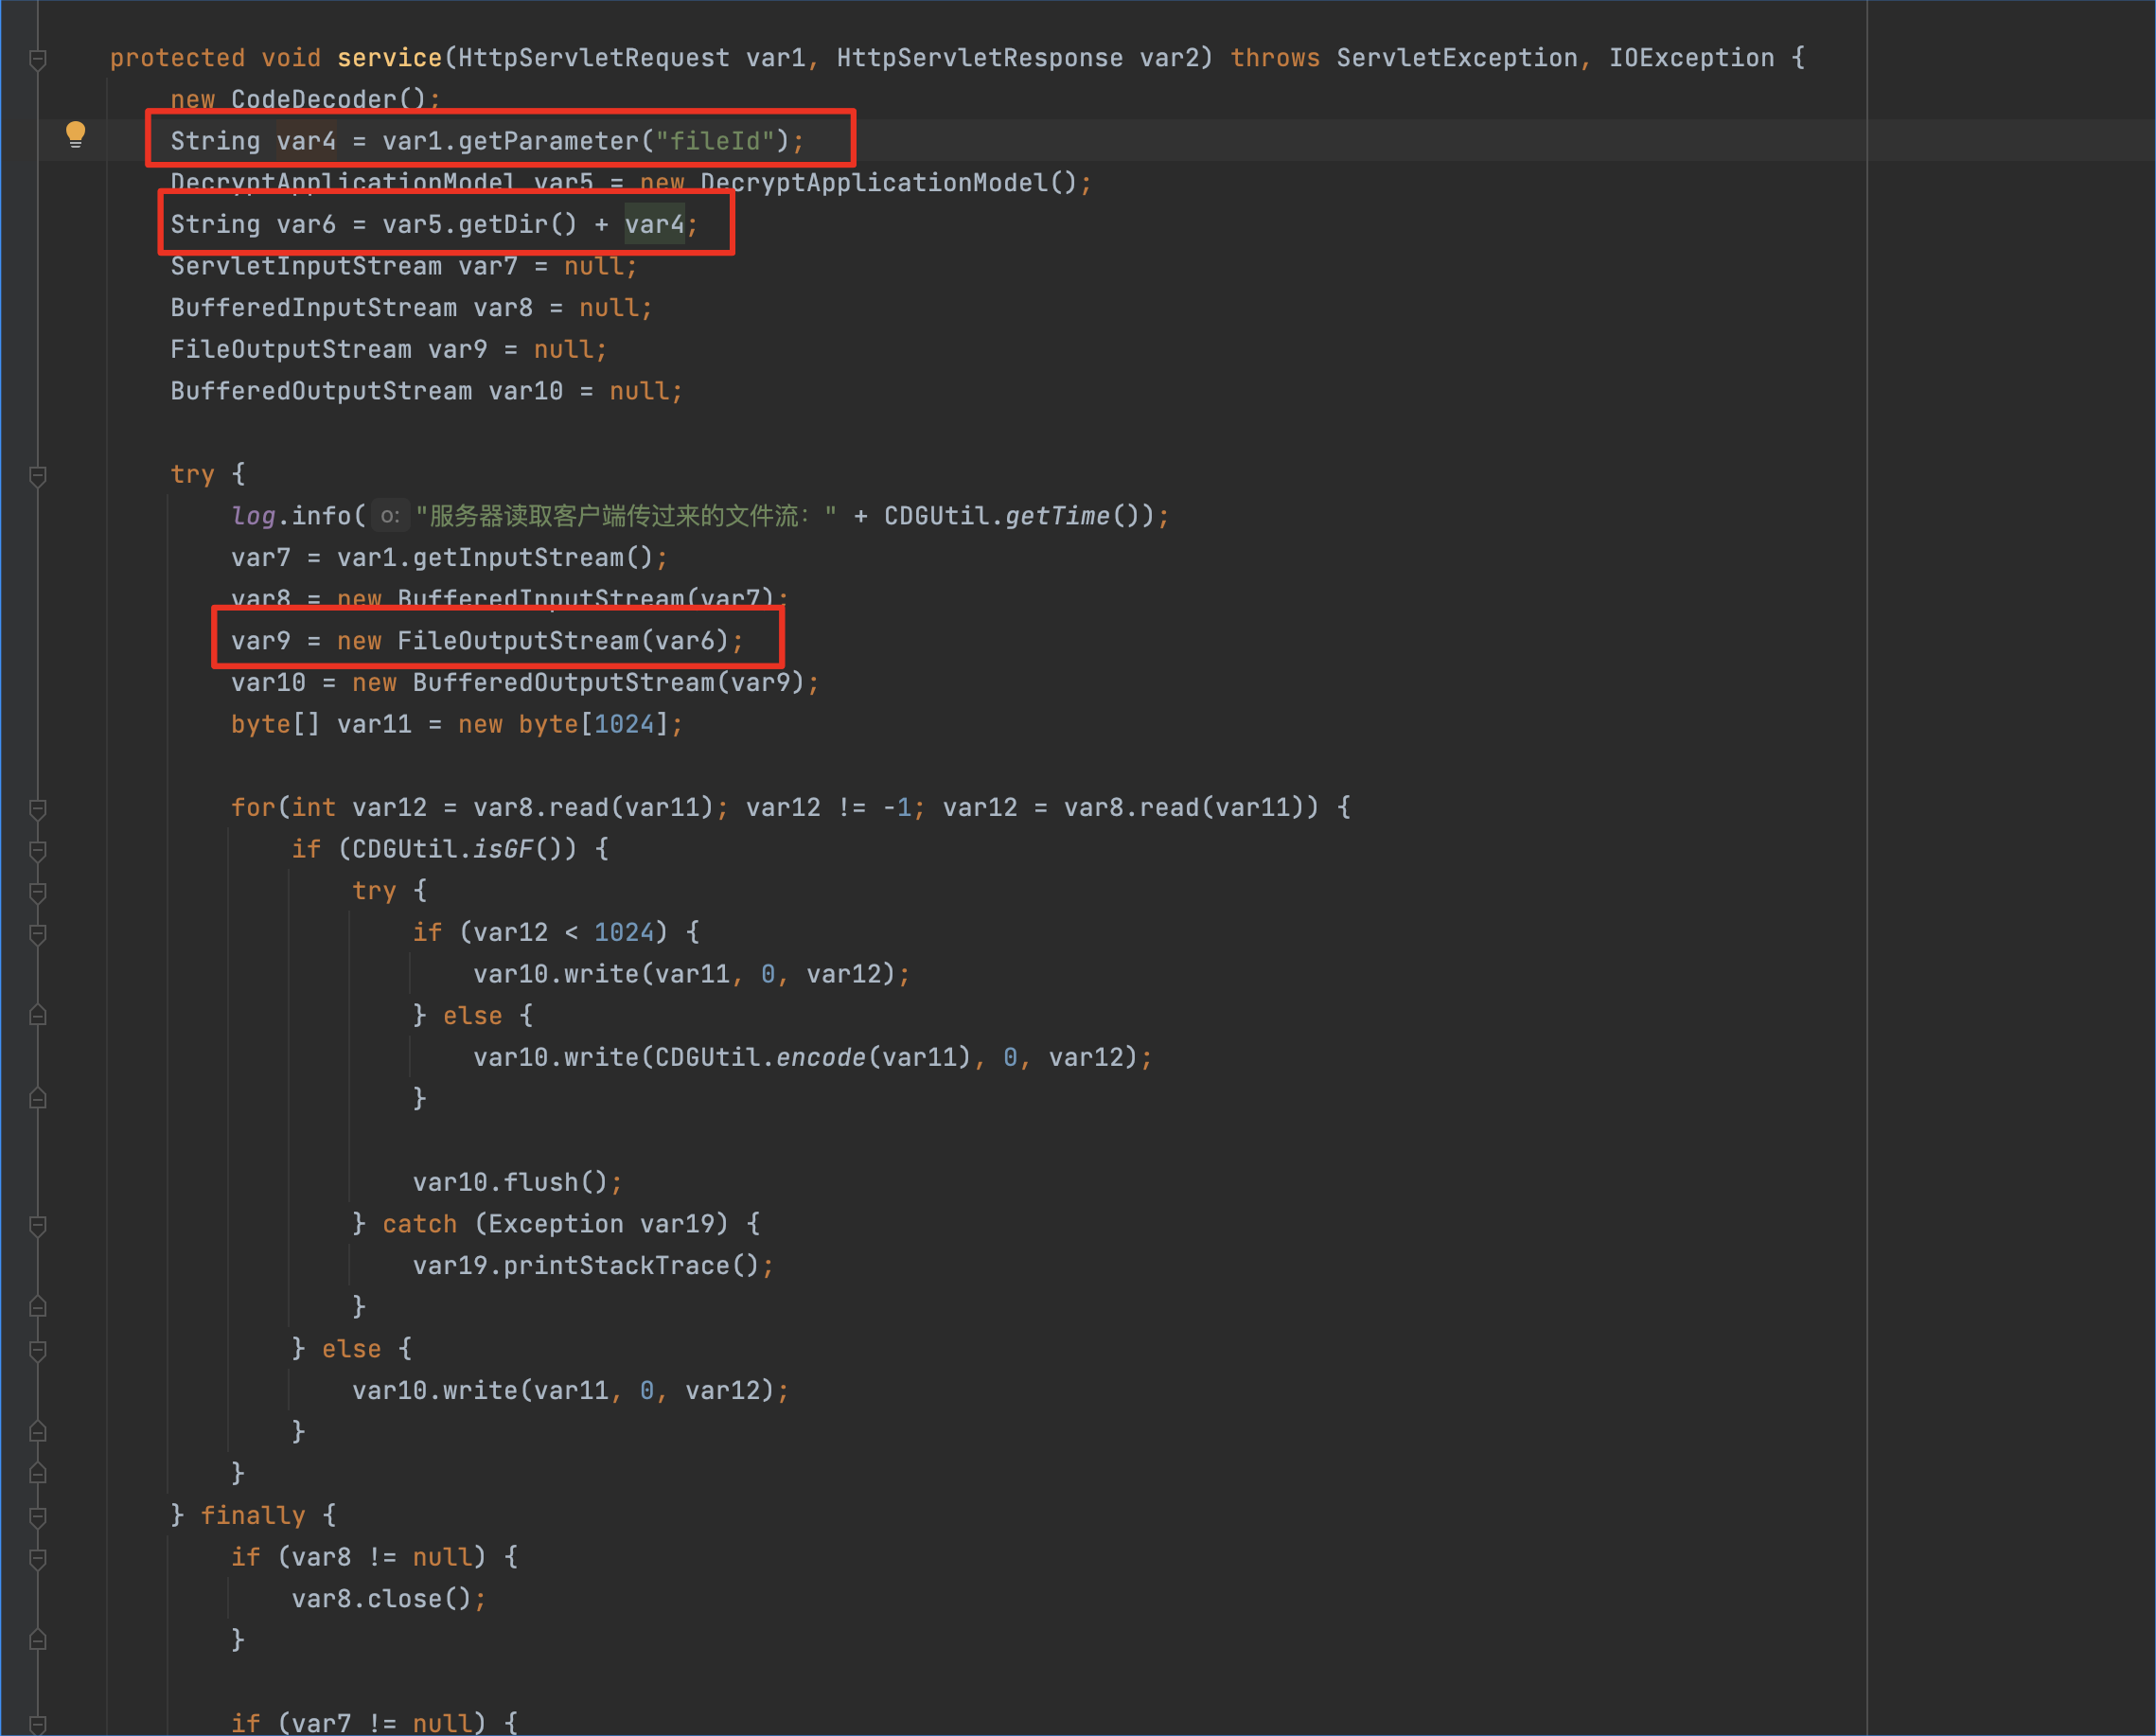 protected void service(HttpServletRequest var1, HttpServletResponse var2) throws ServletException, IOException {
new CodeDecoder();
String var4 = var1.getParameter("fileId");
DecryptApplicationModel var5 = new DecryptApplicationModel();
String var6 = var5.getDir() + var4;
ServletInputStream var7 = null;
BufferedInputStream var8 = null;
FileOutputStream var9 = null;
BufferedOutputStream var10 = null;
try {
log.info( o: "服务器读取客户端传过来的文件流：" + CDGUtil.getTime());
var7 = var1.getInputStream();
var8 = new BufferedInputStream(var7);
var9 = new FileOutputStream(var6);
var10 = new BufferedOutputStream(var9);
byte[] var11 = new byte[1024];
for(int var12 = var8.read(var11); var12 != -1; var12 = var8.read(var11)) {
if (CDGUtil.isGF()) {
try {
if (var12 < 1024) {
var10.write(var11, 0, var12);
} else {
var10.write(CDGUtil.encode(var11), 0, var12);
}
var10.flush();
} catch (Exception var19) {
var19.printStackTrace();
}
} else {
var10.write(var11, 0, var12);
}
}
} finally {
if (var8 != null) {
var8.close();
}
if (var7 != null) {